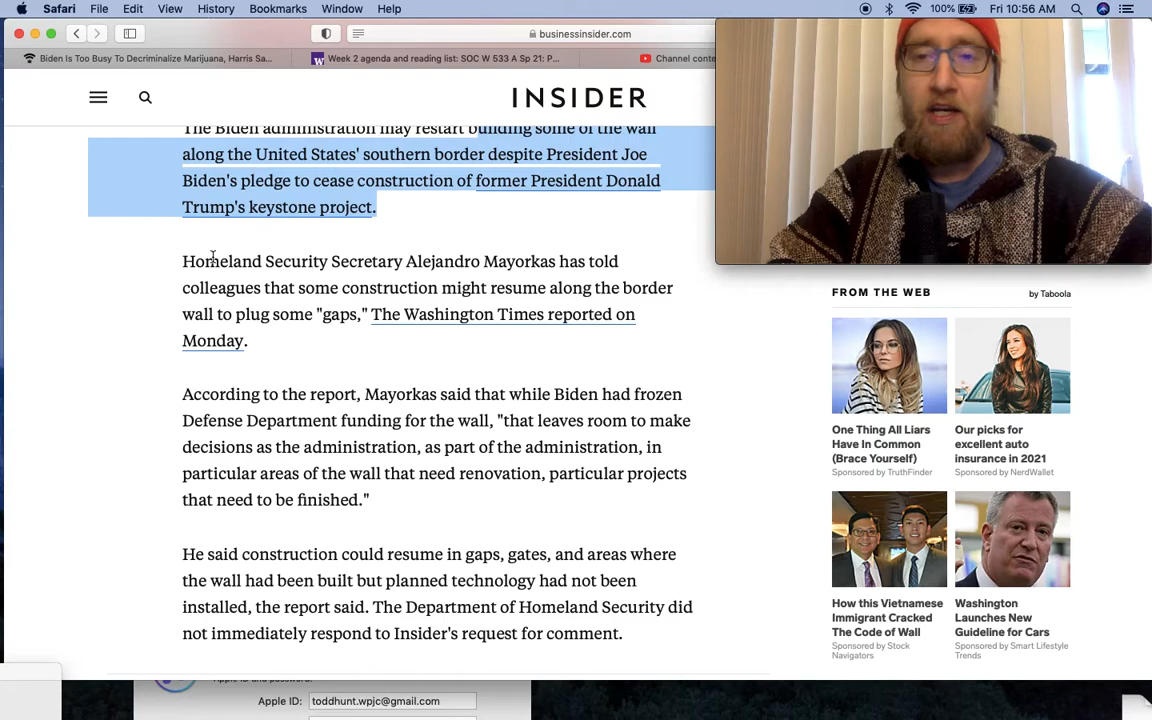 Safari File Edit View History Bookmarks Window Help 100% Fri 10:56 AM
businessinsider.com
Biden Is Too Busy To Decriminalize Marijuana, Harris Sa... Week 2 agenda and reading list: SOC W 533 A Sp 21: P... Channel conte
INSIDER
The Biden administration may restart building some of the wall
along the United States' southern border despite President Joe
Biden's pledge to cease construction of former President Donald
Trump's keystone project.
Homeland Security Secretary Alejandro Mayorkas has told
colleagues that some construction might resume along the border
wall to plug some "gaps," The Washington Times reported on
Monday.
According to the report, Mayorkas said that while Biden had frozen
Defense Department funding for the wall, "that leaves room to make
decisions as the administration, as part of the administration, in
particular areas of the wall that need renovation, particular projects
that need to be finished."
He said construction could resume in gaps, gates, and areas where
the wall had been built but planned technology had not been
installed, the report said. The Department of Homeland Security did
not immediately respond to Insider's request for comment.
FROM THE WEB
by Taboola
One Thing All Liars
Have In Common
(Brace Yourself)
Sponsored by TruthFinder
Our picks for
excellent auto
insurance in 2021
Sponsored by NerdWallet
How this Vietnamese
Immigrant Cracked
The Code of Wall
Sponsored by Stock
Navigators
Washington
Launches New
Guideline for Cars
Sponsored by Smart Lifestyle
Trends
Apple ID and password.
Apple ID: toddhunt.wpjc@gmail.com